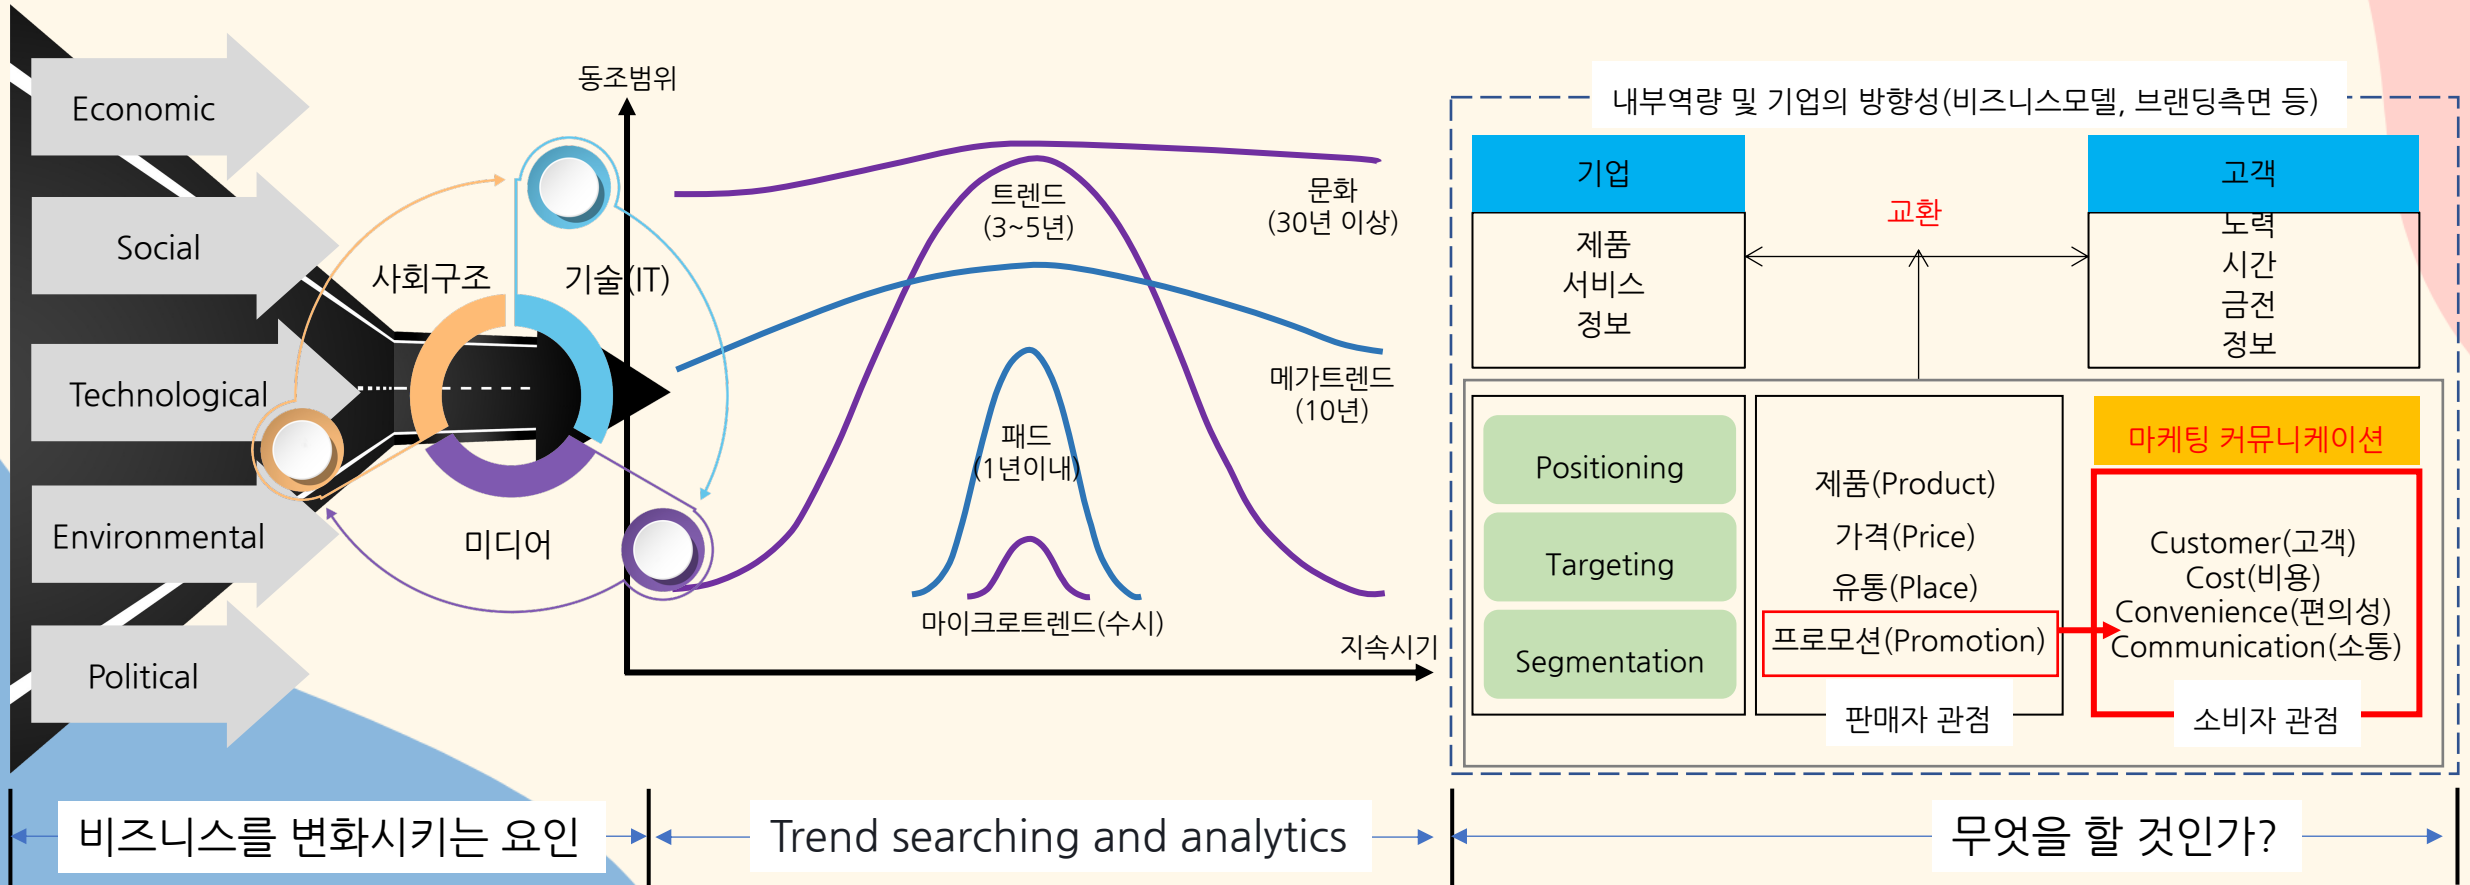 Economic
Social
Technological
Environmental
Political
사회구조
기술(IT)
미디어
비즈니스를 변화시키는 요인
동조범위
트렌드
(3~5년)
문화
(30년 이상)
메가트렌드
(10년)
패드
(1년이내)
마이크로트렌드(수시)
지속시기
Trend searching and analytics
내부역량 및 기업의 방향성(비즈니스모델, 브랜딩측면 등)
기업
제품
서비스
정보
교환
고객
노력
시간
금전
정보
Positioning
Targeting
Segmentation
제품(Product)
가격(Price)
유통(Place)
프로모션(Promotion)
판매자 관점
마케팅 커뮤니케이션
Customer(고객)
Cost(비용)
Convenience(편의성)
Communication(소통)
소비자 관점
무엇을 할 것인가?